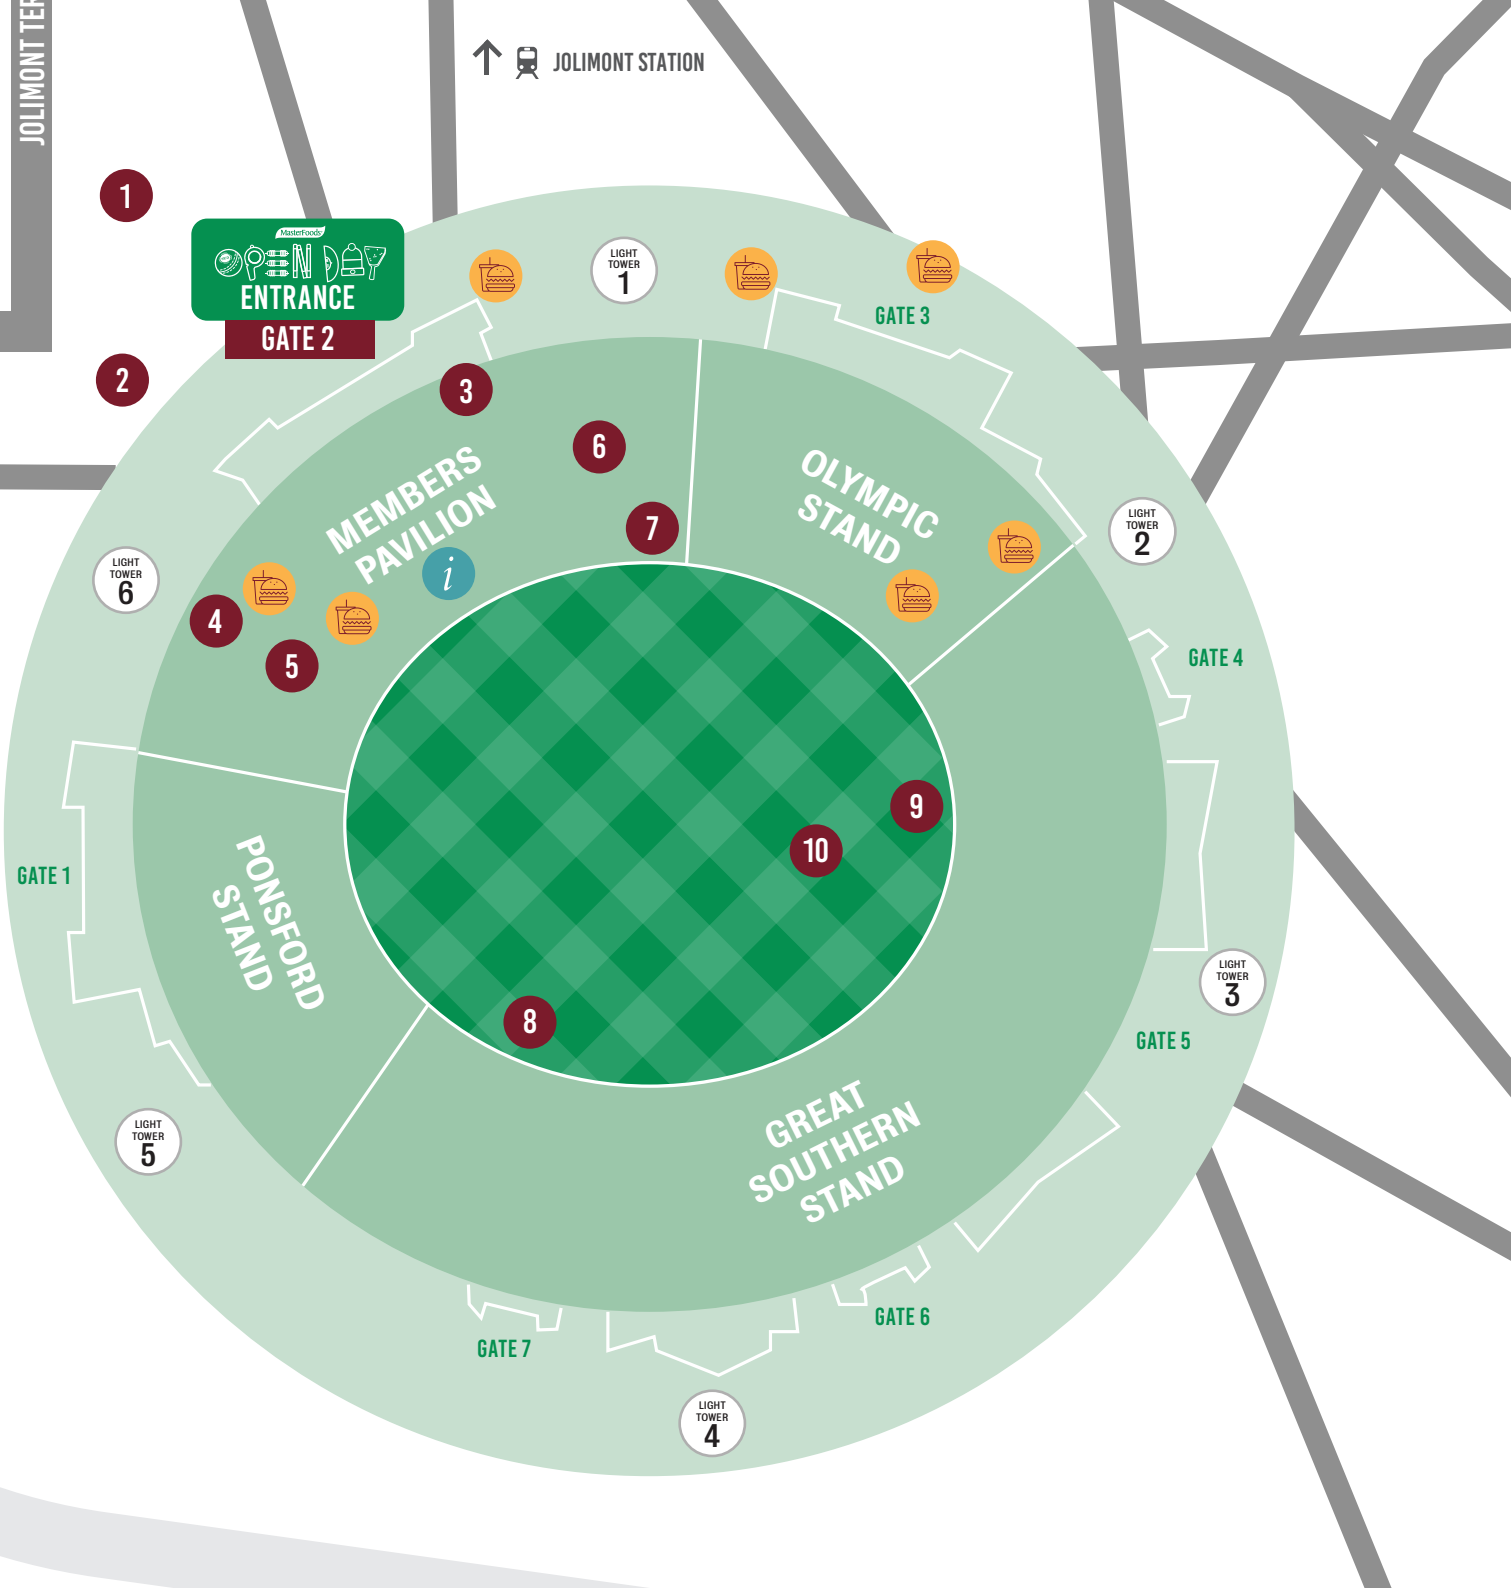 JOLIMONT TER
JOLIMONT STATION
1
MasterFoods
OPEN DAY
ENTRANCE
GATE 2
2
LIGHT
TOWER
1
GATE 3
3
6
7
MEMBERS
PAVILION
i
OLYMPIC
STAND
LIGHT
TOWER
2
LIGHT
TOWER
6
4
5
GATE 4
9
10
GATE 1
PONSFORD
STAND
8
LIGHT
TOWER
3
GATE 5
GREAT
SOUTHERN
STAND
LIGHT
TOWER
5
GATE 6
GATE 7
LIGHT
TOWER
4